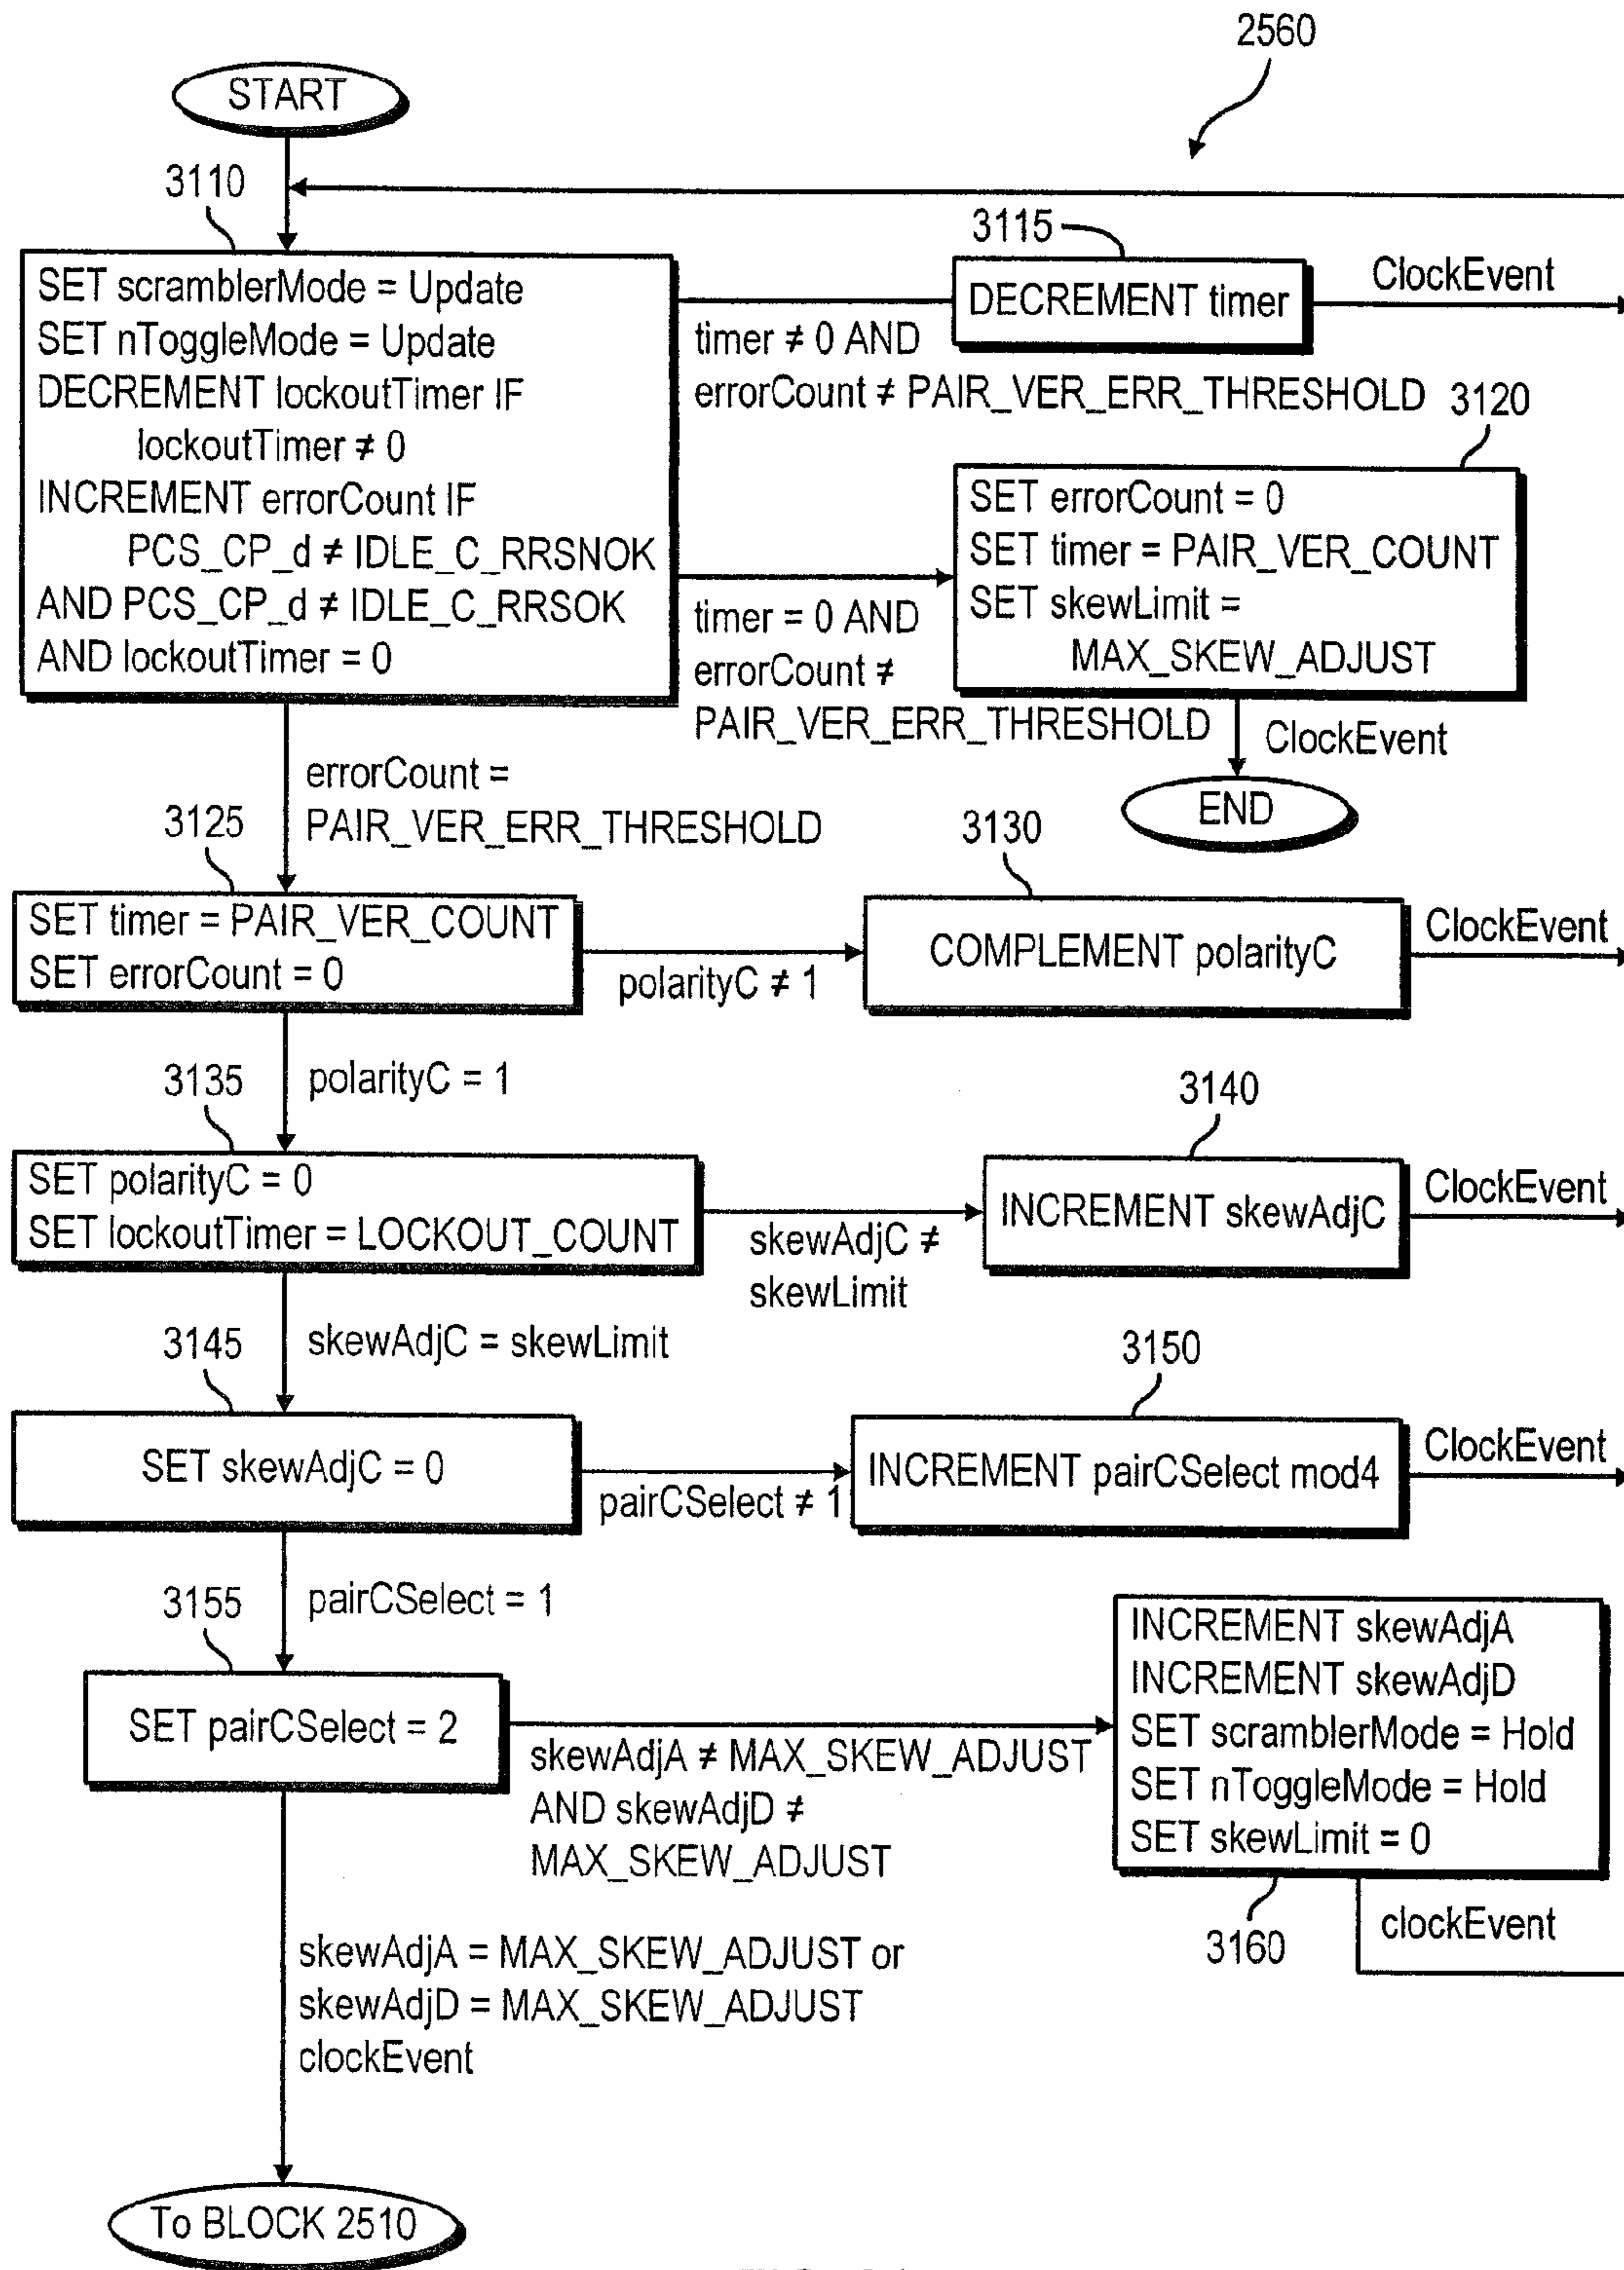 2560
START
3110
SET scramblerMode = Update
SET nToggleMode = Update
DECREMENT lockoutTimer IF
lockoutTimer ≠ 0
INCREMENT errorCount IF
PCS_CP_d ≠ IDLE_C_RRSNOK
AND PCS_CP_d ≠ IDLE_C_RRSOK
AND lockoutTimer = 0
3115
DECREMENT timer
ClockEvent
timer ≠ 0 AND
errorCount ≠ PAIR_VER_ERR_THRESHOLD
3120
SET errorCount = 0
SET timer = PAIR_VER_COUNT
SET skewLimit =
MAX_SKEW_ADJUST
timer = 0 AND
errorCount ≠
PAIR_VER_ERR_THRESHOLD
ClockEvent
END
errorCount =
PAIR_VER_ERR_THRESHOLD
3125
SET timer = PAIR_VER_COUNT
SET errorCount = 0
polarityC ≠ 1
3130
COMPLEMENT polarityC
ClockEvent
polarityC = 1
3135
SET polarityC = 0
SET lockoutTimer = LOCKOUT_COUNT
skewAdjC ≠
skewLimit
3140
INCREMENT skewAdjC
ClockEvent
skewAdjC = skewLimit
3145
SET skewAdjC = 0
pairCSelect ≠ 1
3150
INCREMENT pairCSelect mod4
ClockEvent
pairCSelect = 1
3155
SET pairCSelect = 2
skewAdjA ≠ MAX_SKEW_ADJUST
AND skewAdjD ≠
MAX_SKEW_ADJUST
INCREMENT skewAdjA
INCREMENT skewAdjD
SET scramblerMode = Hold
SET nToggleMode = Hold
SET skewLimit = 0
3160
clockEvent
skewAdjA = MAX_SKEW_ADJUST or
skewAdjD = MAX_SKEW_ADJUST
clockEvent
To BLOCK 2510